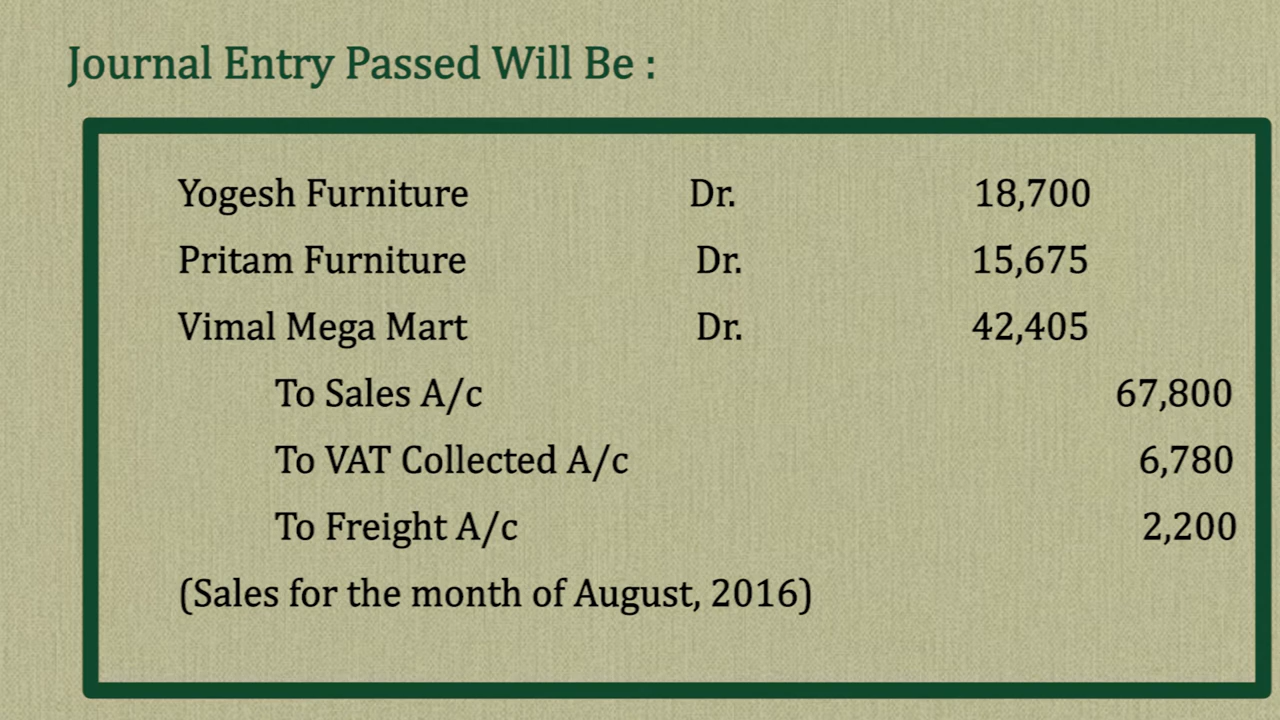 Journal Entry Passed Will Be :
Yogesh Furniture Dr. 18,700
Pritam Furniture Dr. 15,675
Vimal Mega Mart Dr. 42,405
To Sales A/c 67,800
To VAT Collected A/c 6,780
To Freight A/c 2,200
(Sales for the month of August, 2016)